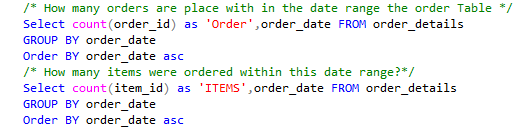 /* How many orders are place with in the date range the order Table */
Select count(order_id) as 'Order',order_date FROM order_details
GROUP BY order_date
Order BY order_date asc
/* How many items were ordered within this date range?*/
Select count(item_id) as 'ITEMS',order_date FROM order_details
GROUP BY order_date
Order BY order_date asc